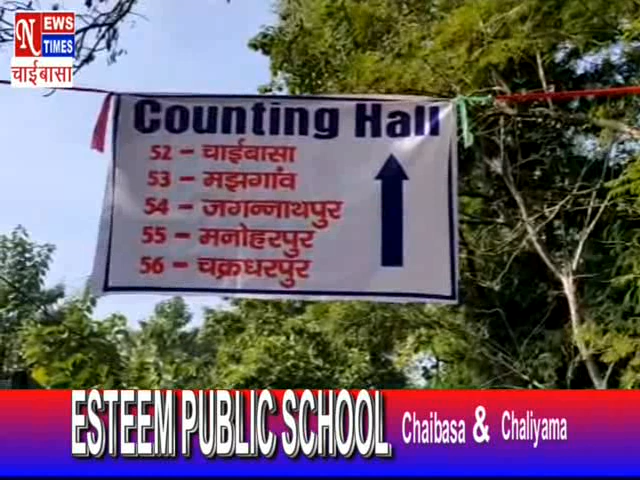 NEWS
TIMES
चाईबासा
Counting Hall
52 - चाईबासा
53 - मझगाँव
54 - जगन्नाथपुर
55 - मनोहरपुर
56 - चक्रधरपुर
ESTEEM PUBLIC SCHOOL Chaibasa & Chaliyama